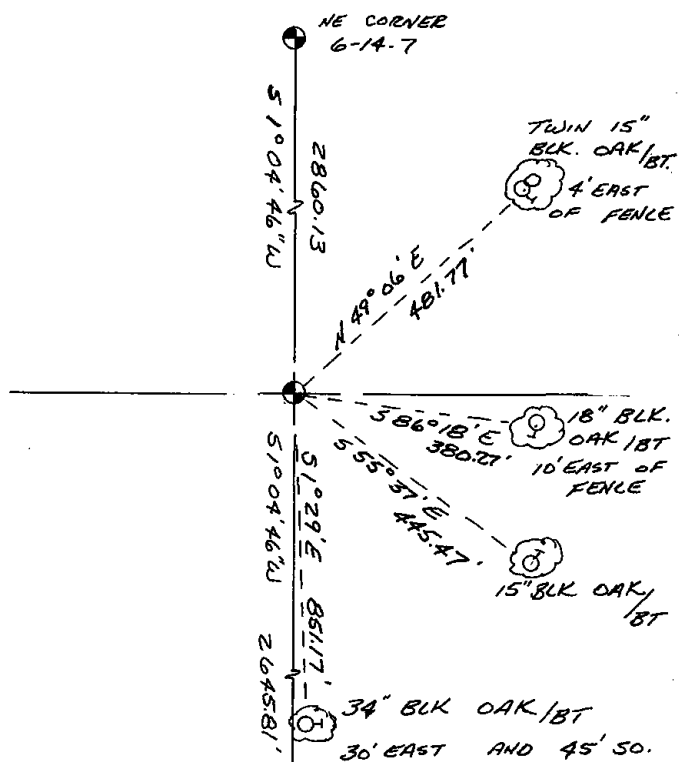 NE CORNER
6-14-7
S 1°04'46"W
2860.13
TWIN 15"
BLK. OAK/BT.
4' EAST
OF FENCE
N 49°06' E
481.77'
S 86°18' E
380.27'
18" BLK.
OAK/BT
10' EAST OF
FENCE
S 55°37' E
445.47'
15" BLK OAK/
BT
S 1°04'46"W
2645.81'
S 1°29'E 861.17'
34" BLK OAK/BT
30' EAST AND 45' SO.